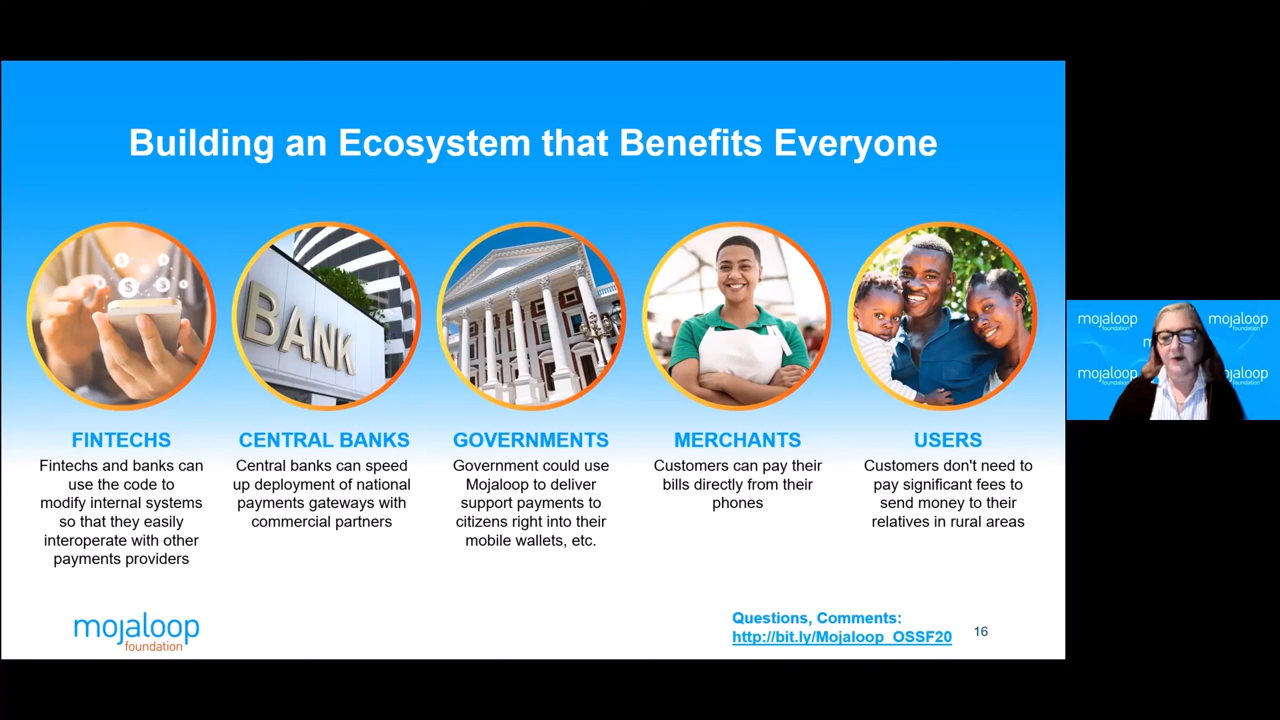 Building an Ecosystem that Benefits Everyone
BANK
FINTECHS
Fintechs and banks can
use the code to
modify internal systems
so that they easily
interoperate with other
payments providers
CENTRAL BANKS
Central banks can speed
up deployment of national
payments gateways with
commercial partners
GOVERNMENTS
Government could use
Mojaloop to deliver
support payments to
citizens right into their
mobile wallets, etc.
MERCHANTS
Customers can pay their
bills directly from their
phones
USERS
Customers don't need to
pay significant fees to
send money to their
relatives in rural areas
mojaloop
foundation
Questions, Comments:
http://bit.ly/Mojaloop_OSSF20
16
mojaloop
foundation
mojaloop
foundation
mojaloop
foundation